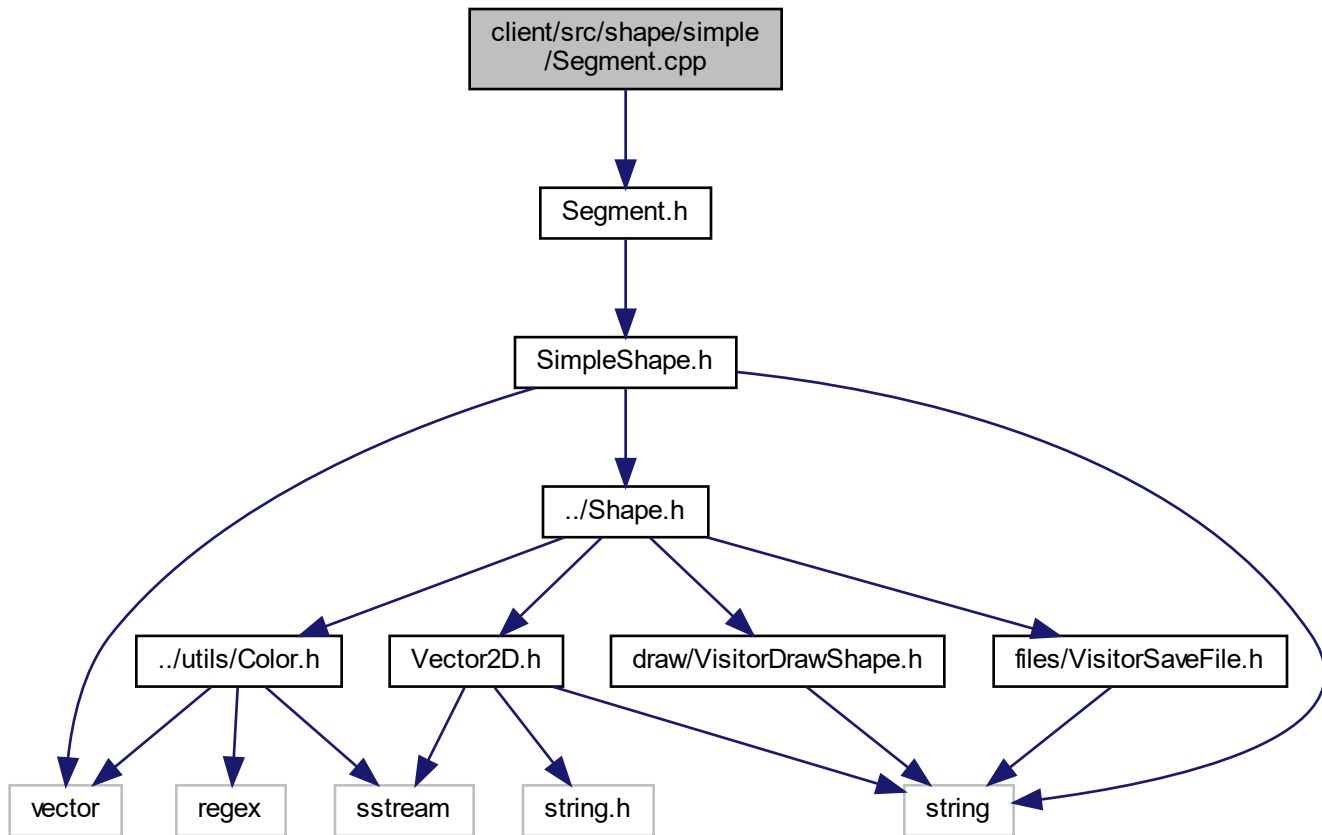 client/src/shape/simple
/Segment.cpp
Segment.h
SimpleShape.h
../Shape.h
../utils/Color.h
Vector2D.h
draw/VisitorDrawShape.h
files/VisitorSaveFile.h
vector
regex
sstream
string.h
string